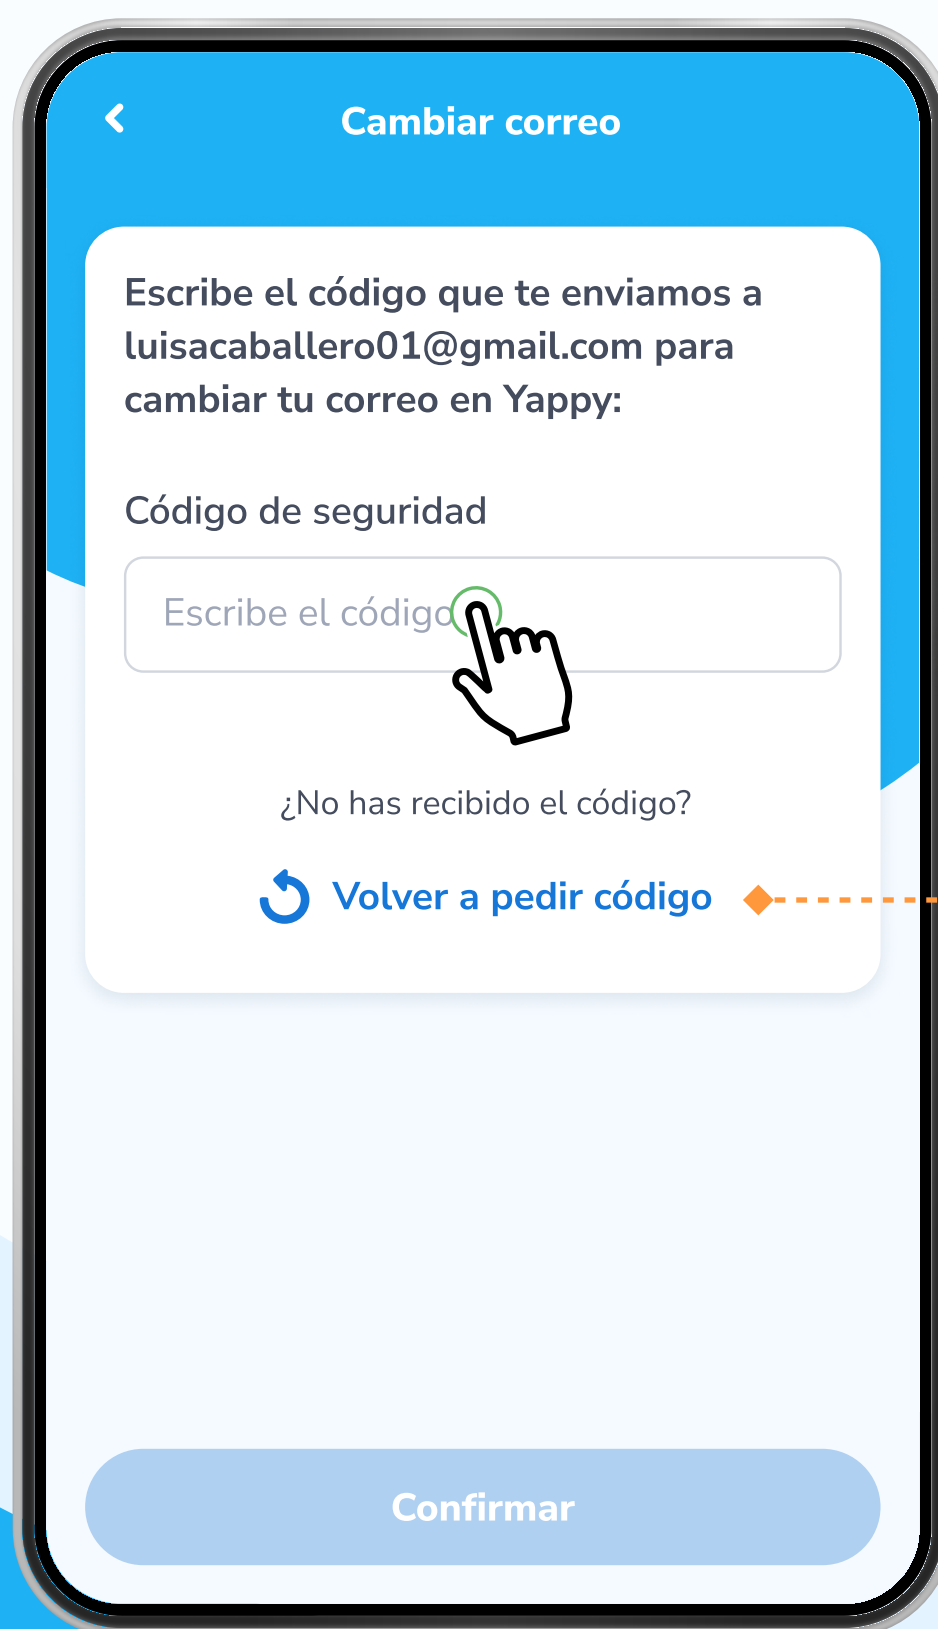 Cambiar correo
Escribe el código que te enviamos a
luisacaballero01@gmail.com para
cambiar tu correo en Yappy:
Código de seguridad
Escribe el código
¿No has recibido el código?
Volver a pedir código
Confirmar